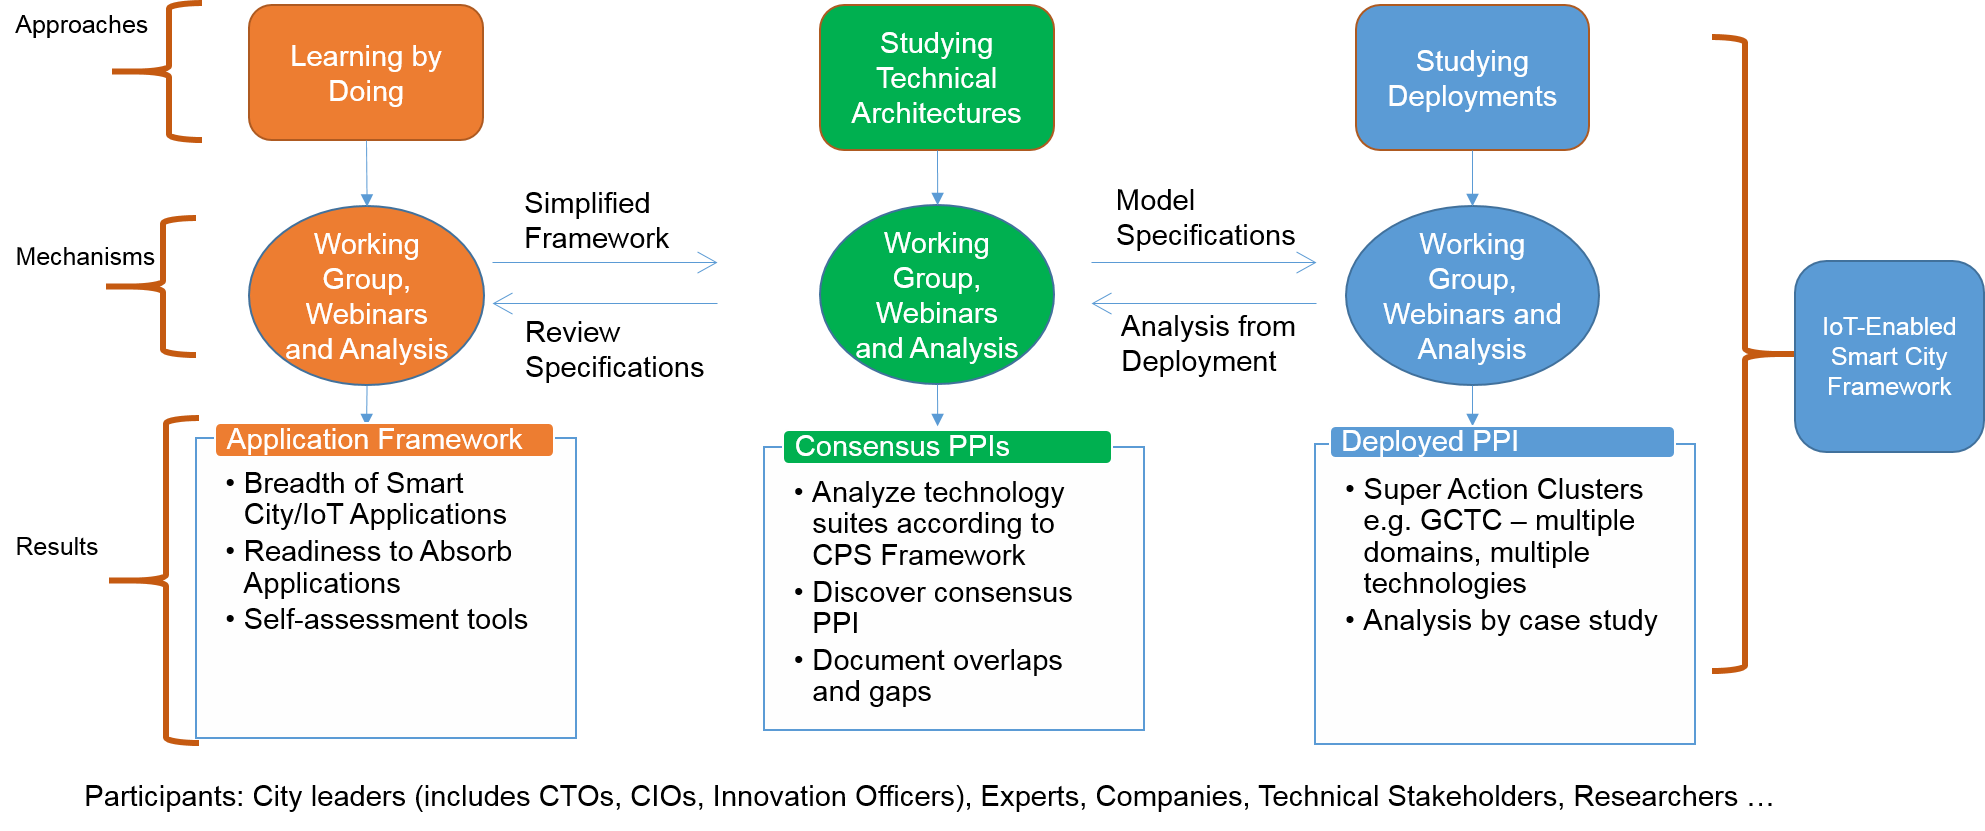 Approaches
Learning by
Doing
Studying
Technical
Architectures
Studying
Deployments
Mechanisms
Working
Group,
Webinars
and Analysis
Simplified
Framework
Review
Specifications
Working
Group,
Webinars
and Analysis
Model
Specifications
Analysis from
Deployment
Working
Group,
Webinars and
Analysis
IoT-Enabled
Smart City
Framework
Results
Application Framework
• Breadth of Smart
City/IoT Applications
• Readiness to Absorb
Applications
• Self-assessment tools
Consensus PPIs
• Analyze technology
suites according to
CPS Framework
• Discover consensus
PPI
• Document overlaps
and gaps
Deployed PPI
• Super Action Clusters
e.g. GCTC – multiple
domains, multiple
technologies
• Analysis by case study
Participants: City leaders (includes CTOs, CIOs, Innovation Officers), Experts, Companies, Technical Stakeholders, Researchers …